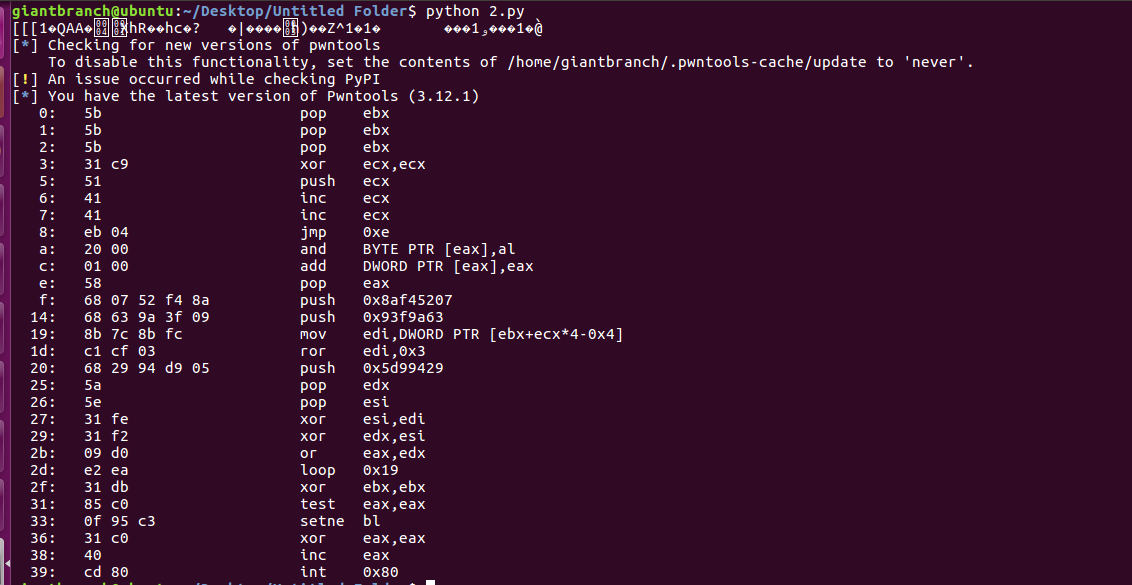 giantbranch@ubuntu:~/Desktop/Untitled Folder$ python 2.py
[[[1�QAA�XhR��hc�? �|����)��Z^1�1� ���1���1�@̀
[*] Checking for new versions of pwntools
To disable this functionality, set the contents of /home/giantbranch/.pwntools-cache/update to 'never'.
[!] An issue occurred while checking PyPI
[*] You have the latest version of Pwntools (3.12.1)
0: 5b pop ebx
1: 5b pop ebx
2: 5b pop ebx
3: 31 c9 xor ecx,ecx
5: 51 push ecx
6: 41 inc ecx
7: 41 inc ecx
8: eb 04 jmp 0xe
a: 20 00 and BYTE PTR [eax],al
c: 01 00 add DWORD PTR [eax],eax
e: 58 pop eax
f: 68 07 52 f4 8a push 0x8af45207
14: 68 63 9a 3f 09 push 0x93f9a63
19: 8b 7c 8b fc mov edi,DWORD PTR [ebx+ecx*4-0x4]
1d: c1 cf 03 ror edi,0x3
20: 68 29 94 d9 05 push 0x5d99429
25: 5a pop edx
26: 5e pop esi
27: 31 fe xor esi,edi
29: 31 f2 xor edx,esi
2b: 09 d0 or eax,edx
2d: e2 ea loop 0x19
2f: 31 db xor ebx,ebx
31: 85 c0 test eax,eax
33: 0f 95 c3 setne bl
36: 31 c0 xor eax,eax
38: 40 inc eax
39: cd 80 int 0x80